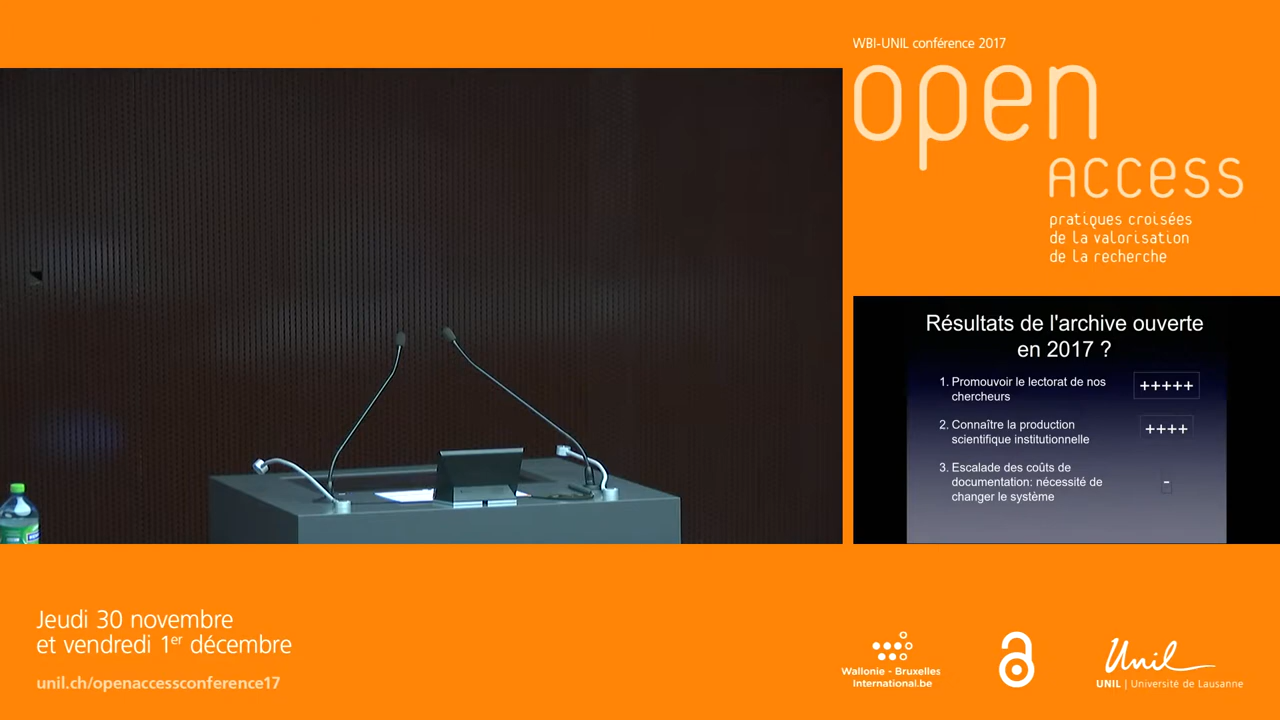 WBI-UNIL conférence 2017
open
access
pratiques croisées
de la valorisation
de la recherche
Résultats de l'archive ouverte
en 2017 ?
1. Promouvoir le lectorat de nos
chercheurs
+++++
2. Connaître la production
scientifique institutionnelle
++++
3. Escalade des coûts de
documentation: nécessité de
changer le système
-
Jeudi 30 novembre
et vendredi 1er décembre
unil.ch/openaccessconference17
Wallonie - Bruxelles
International.be
Unil
UNIL | Université de Lausanne